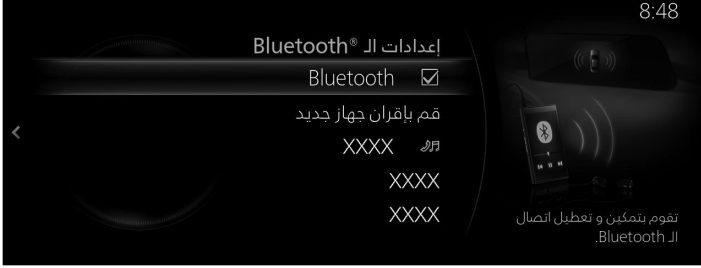 8:48
إعدادات الـ Bluetooth®
Bluetooth
قم بإقران جهاز جديد
XXXX
XXXX
XXXX
تقوم بتمكين و تعطيل اتصال
الـ Bluetooth.